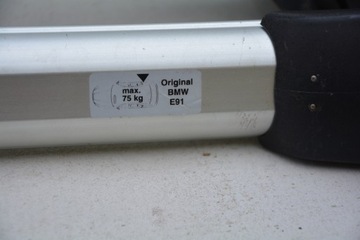 max.
75 kg
Original
BMW
E91